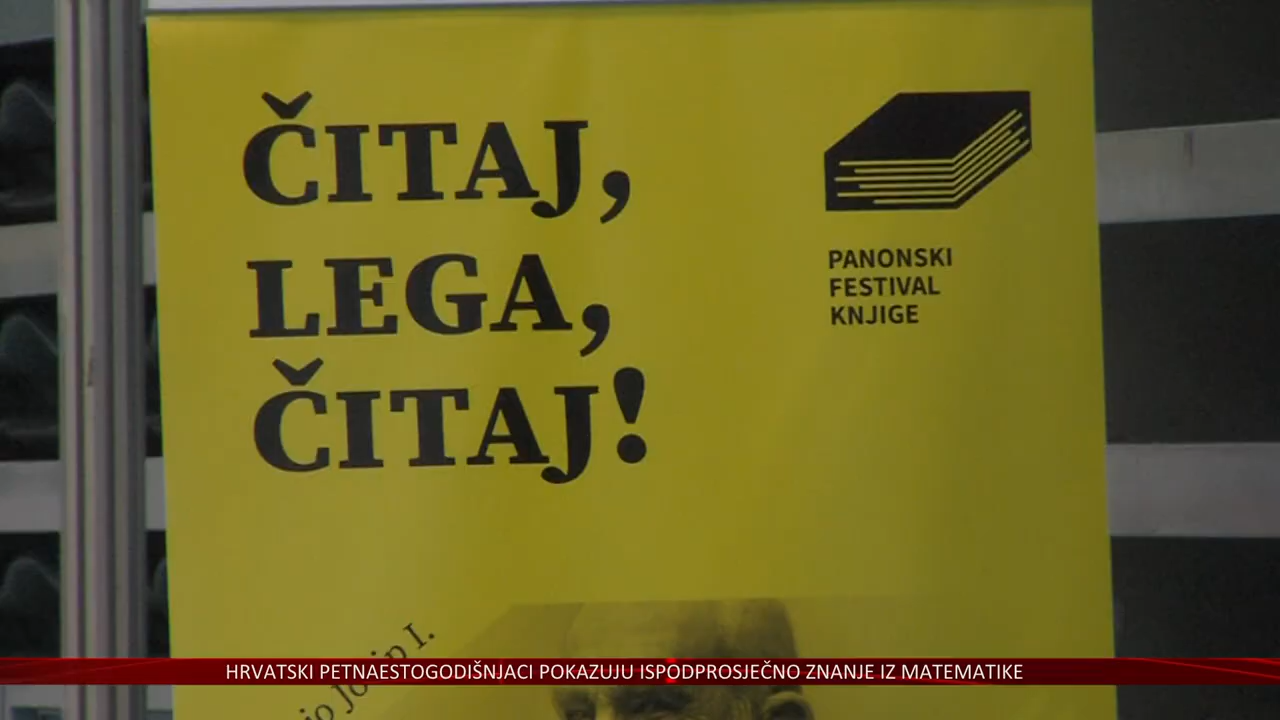 ČITAJ,
LEGA,
ČITAJ!
PANONSKI
FESTIVAL
KNJIGE
HRVATSKI PETNAESTOGODIŠNJACI POKAZUJU ISPODPROSJEČNO ZNANJE IZ MATEMATIKE